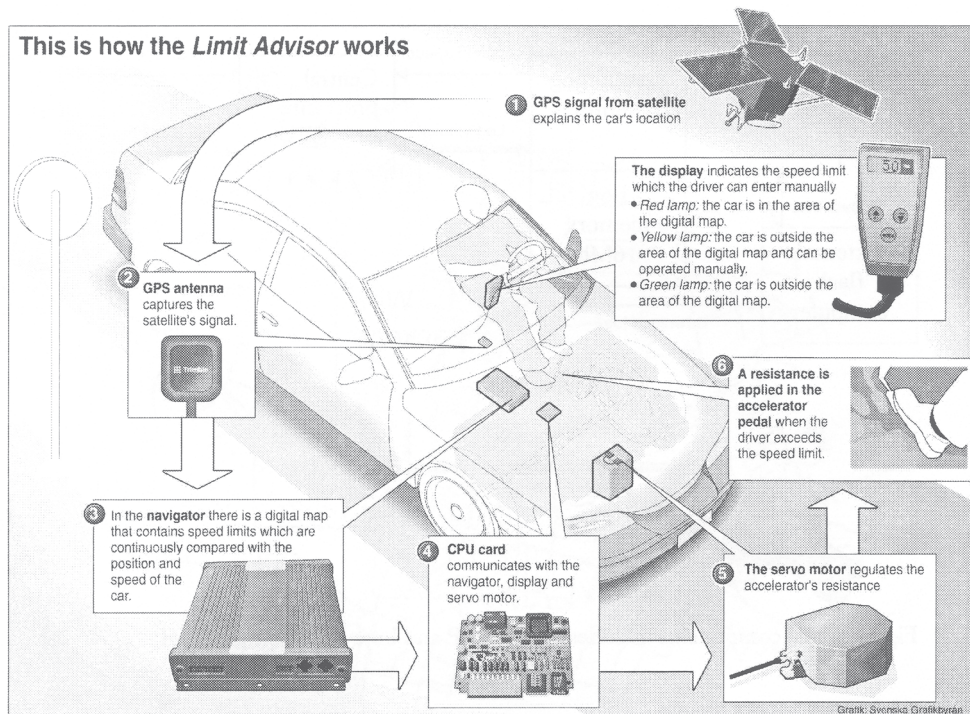 This is how the Limit Advisor works
1 GPS signal from satellite
explains the car's location
The display indicates the speed limit
which the driver can enter manually
• Red lamp: the car is in the area of
the digital map.
• Yellow lamp: the car is outside the
area of the digital map and can be
operated manually.
• Green lamp: the car is outside the
area of the digital map.
50
2
GPS antenna
captures the
satellite's signal.
Trimble
3 In the navigator there is a digital map
that contains speed limits which are
continuously compared with the
position and
speed of the
car.
4 CPU card
communicates with the
navigator, display and
servo motor.
5 The servo motor regulates the
accelerator's resistance
6
A resistance is
applied in the
accelerator
pedal when the
driver exceeds
the speed limit.
Grafik: Svenska Grafikbyrån